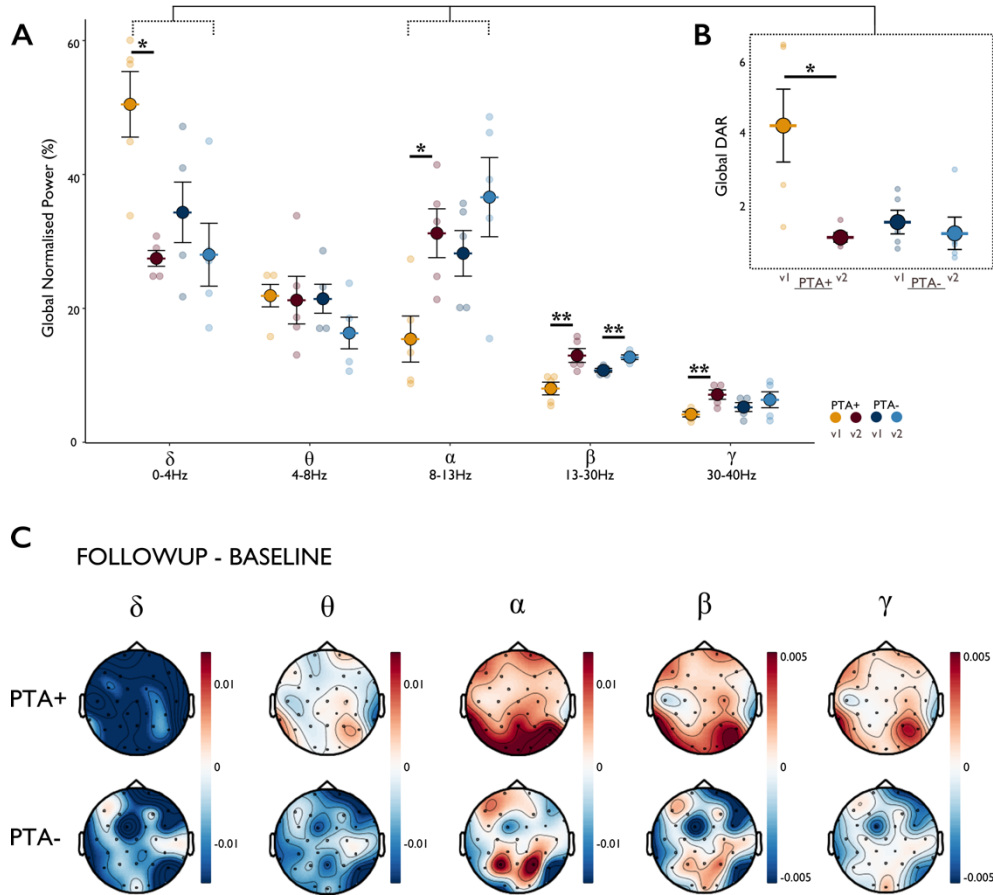 A
B
Global Normalised Power (%)
60
40
20
0
*
*
**
**
**
δ
θ
α
β
γ
0-4Hz
4-8Hz
8-13Hz
13-30Hz
30-40Hz
Global DAR
6
4
2
*
v1 PTA+ v2
v1 PTA- v2
PTA+ PTA-
v1 v2 v1 v2
C
FOLLOWUP - BASELINE
δ θ α β γ
PTA+
PTA-
0.01
0
-0.01
0.01
0
-0.01
0.01
0
-0.01
0.005
0
-0.005
0.005
0
-0.005